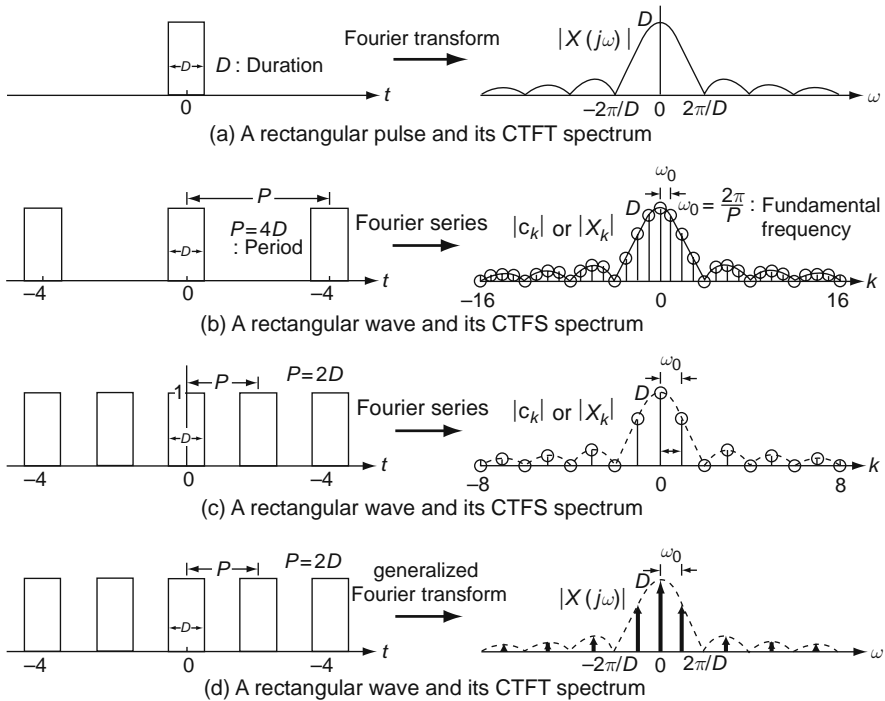 D
D : Duration
0
t
Fourier transform
|X(jω)|
D
−2π/D 0 2π/D
ω
(a) A rectangular pulse and its CTFT spectrum
P
D
P=4D
: Period
−4
0
−4
t
Fourier series
|ck| or |Xk|
D
ω0
ω0 = 2π/P : Fundamental
frequency
−16
0
16
k
(b) A rectangular wave and its CTFS spectrum
1
P
P=2D
D
−4
0
−4
t
Fourier series
|ck| or |Xk|
D
ω0
−8
0
8
k
(c) A rectangular wave and its CTFS spectrum
P
P=2D
D
−4
0
−4
t
generalized
Fourier transform
|X(jω)|
D
ω0
−2π/D 0 2π/D
ω
(d) A rectangular wave and its CTFT spectrum